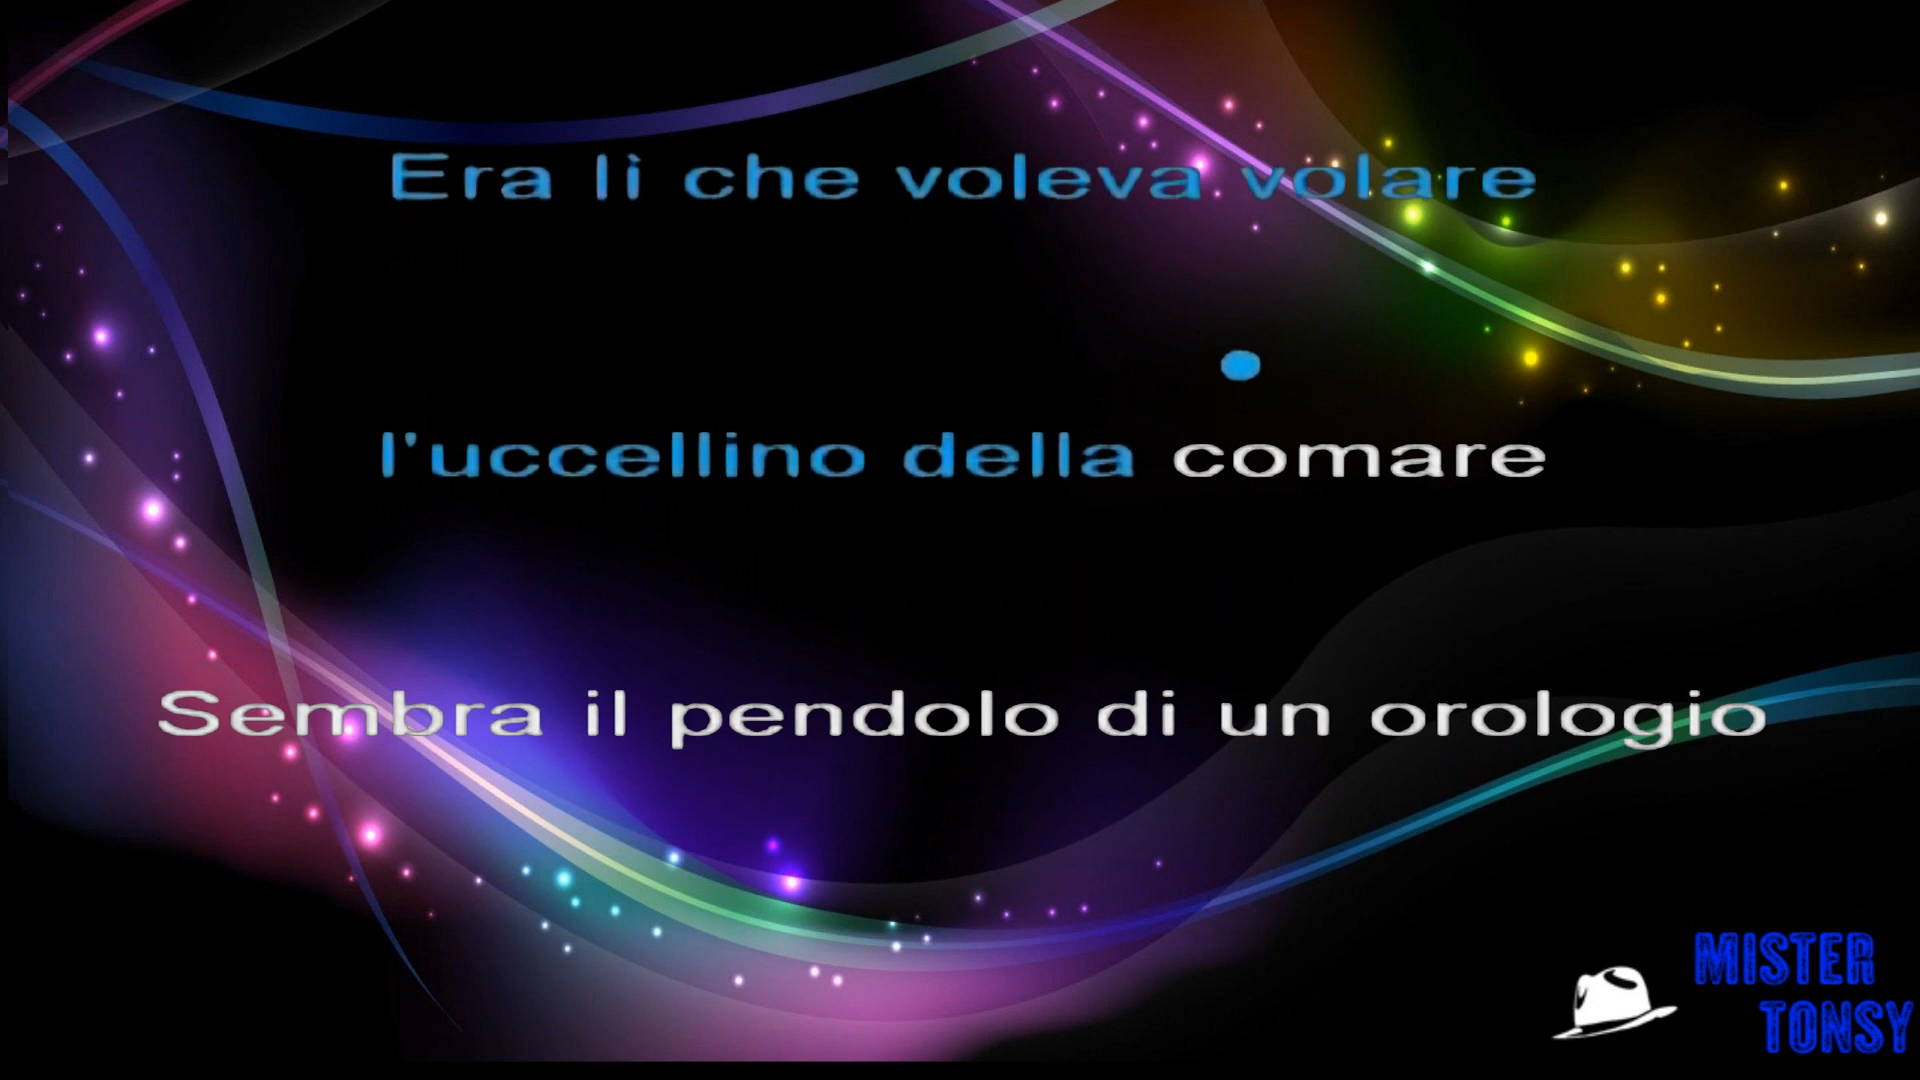 Era lì che voleva volare
l'uccellino della comare
Sembra il pendolo di un orologio
MISTER
TONSY